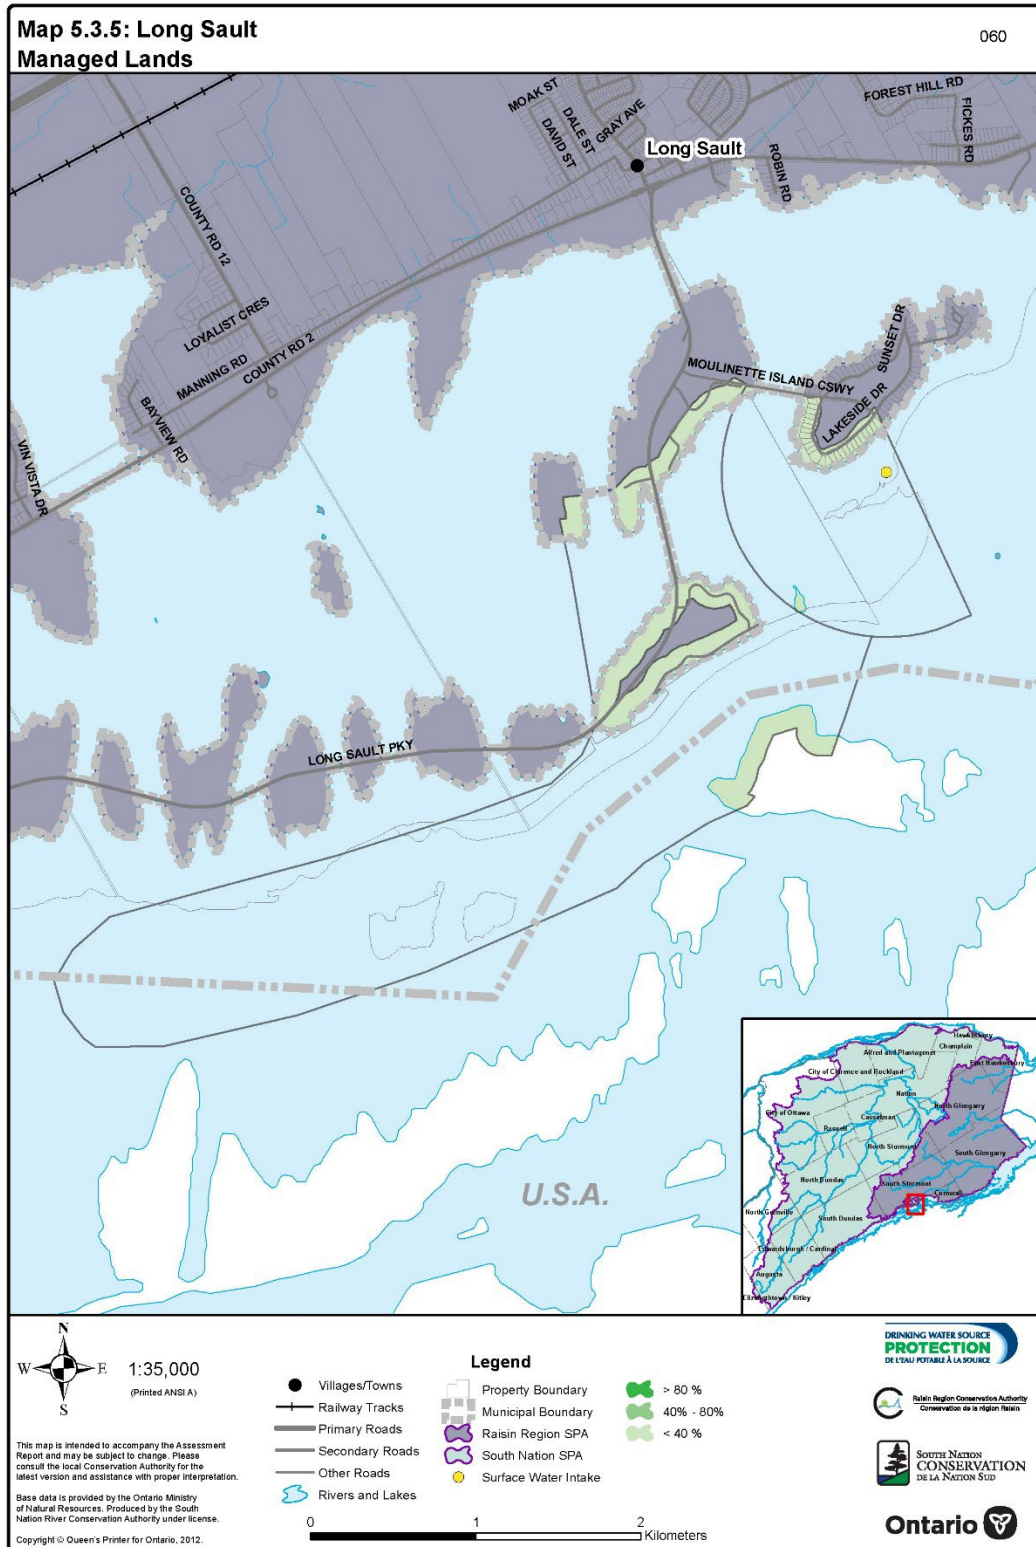 Map 5.3.5: Long Sault
Managed Lands
060
MOAK ST
DALE ST
DAVID ST
GRAY AVE
FOREST HILL RD
FICKES RD
Long Sault
ROBIN RD
COUNTY RD 12
LOYALIST CRES
MANNING RD
COUNTY RD 2
BAYVIEW RD
VIN VISTA DR
MOULINETTE ISLAND CSWY
SUNSET DR
LAKESIDE DR
LONG SAULT PKY
U.S.A.
Hawkesbury
Champlain
Alfred and Plantagenet
East Hawkesbury
City of Clarence and Rockland
Nation
North Glengarry
City of Ottawa
Casselman
Russell
North Stormont
South Glengarry
North Dundas
South Stormont
Cornwall
North Grenville
South Dundas
Edwardsburgh / Cardinal
Augusta
Elizabethtown / Kitley
N
W
E
S
1:35,000
(Printed ANSI A)
This map is intended to accompany the Assessment
Report and may be subject to change. Please
consult the local Conservation Authority for the
latest version and assistance with proper interpretation.
Base data is provided by the Ontario Ministry
of Natural Resources. Produced by the South
Nation River Conservation Authority under license.
Copyright © Queen's Printer for Ontario, 2012.
Legend
Villages/Towns
Railway Tracks
Primary Roads
Secondary Roads
Other Roads
Rivers and Lakes
Property Boundary
Municipal Boundary
Raisin Region SPA
South Nation SPA
Surface Water Intake
> 80 %
40% - 80%
< 40 %
0
1
2
Kilometers
DRINKING WATER SOURCE
PROTECTION
DE L'EAU POTABLE À LA SOURCE
Raisin Region Conservation Authority
Conservation de la région Raisin
SOUTH NATION
CONSERVATION
DE LA NATION SUD
Ontario